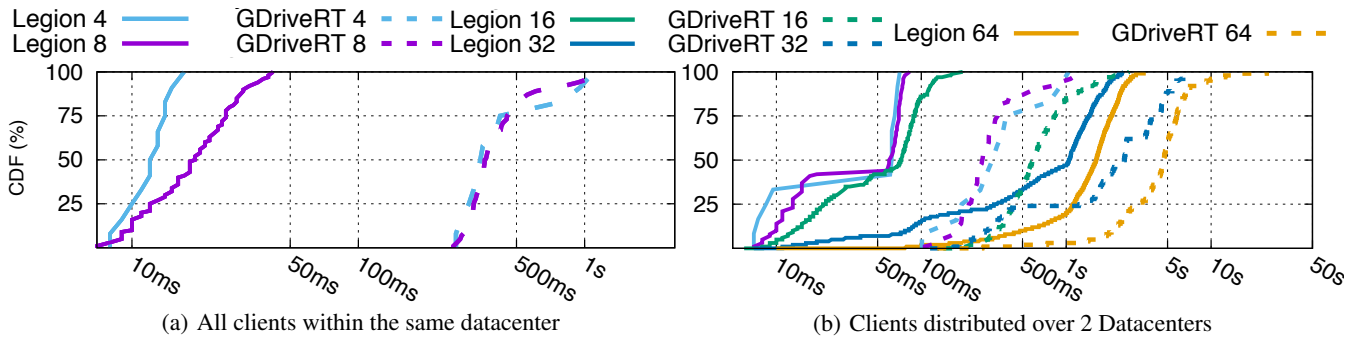 Legion 4 GDriveRT 4 Legion 16 GDriveRT 16
Legion 8 GDriveRT 8 Legion 32 GDriveRT 32 Legion 64 GDriveRT 64
CDF (%)
100
75
50
25
10ms 50ms 100ms 500ms 1s
(a) All clients within the same datacenter
100
75
50
25
10ms 50ms 100ms 500ms 1s 5s 10s 50s
(b) Clients distributed over 2 Datacenters